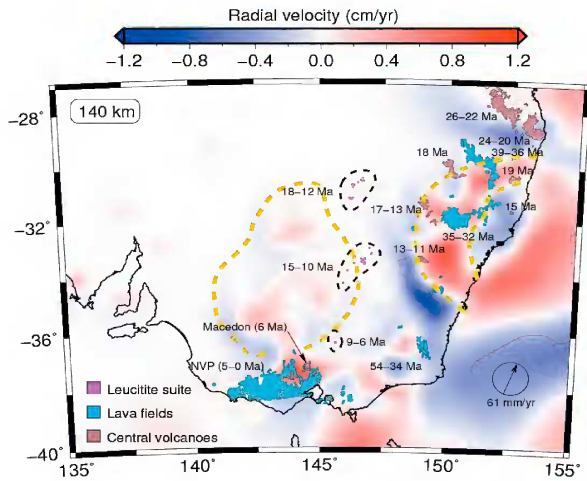 Radial velocity (cm/yr)
−1.2 −0.8 −0.4 0.0 0.4 0.8 1.2
140 km
−28˚
−32˚
−36˚
−40˚
26−22 Ma
24−20 Ma
39−36 Ma
18 Ma
19 Ma
18−12 Ma
17−13 Ma
15 Ma
35−32 Ma
13−11 Ma
15−10 Ma
Macedon (6 Ma)
9−6 Ma
NVP (5−0 Ma)
54−34 Ma
Leucitite suite
Lava fields
Central volcanoes
61 mm/yr
135˚ 140˚ 145˚ 150˚ 155˚